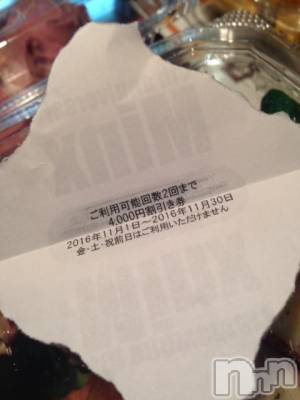 ご利用可能回数2回まで
4,000円割引き券
2016年11月1日～2016年11月30日
金・土・祝前日はご利用いただけません
nnn